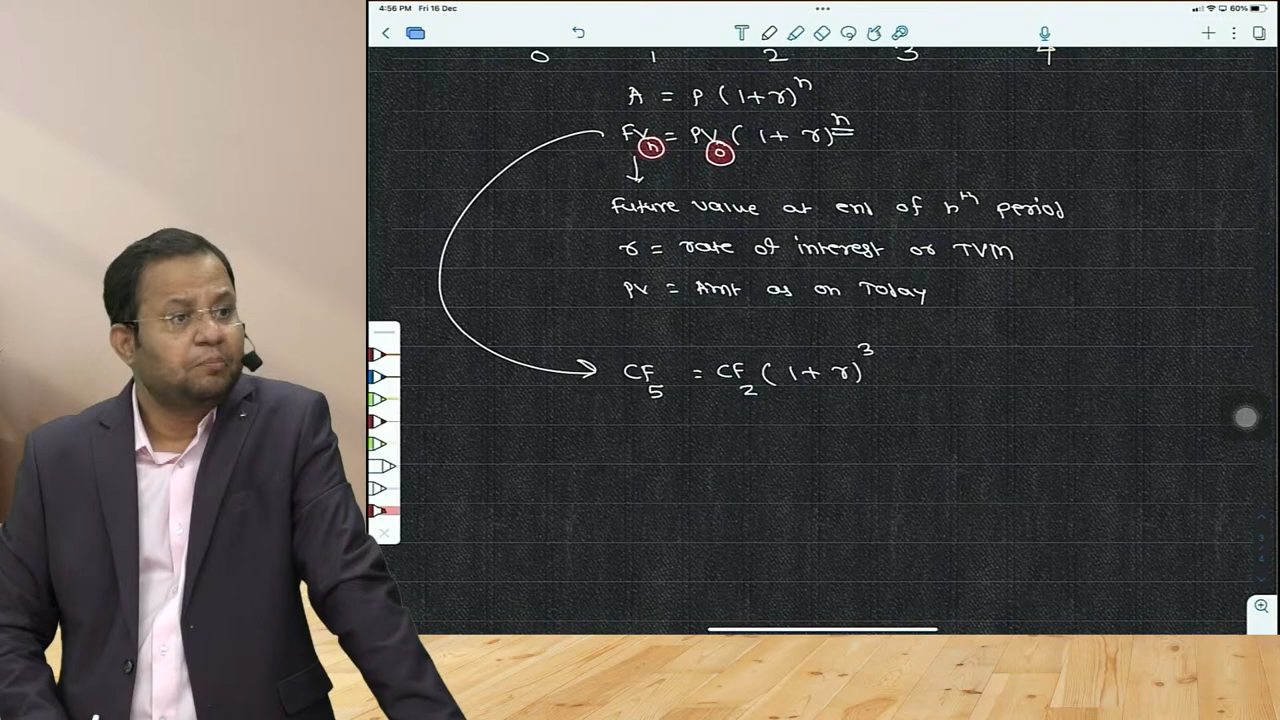 4:56 PM Fri 16 Dec
60%
0 1 2 3 4
A = P (1+r)^n
FV_n = PV_0 (1+r)^n
Future value at end of n^th period
r = rate of interest or TVM
PV = Amt as on Today
CF_5 = CF_2 (1+r)^3